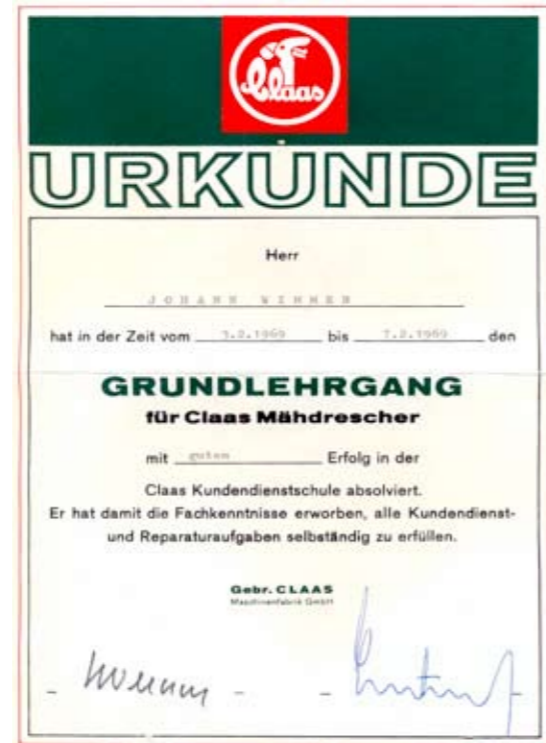 Claas
URKUNDE
Herr
JOHANN WIMMER
hat in der Zeit vom 3.2.1969 bis 7.2.1969 den
GRUNDLEHRGANG
für Claas Mähdrescher
mit guten Erfolg in der
Claas Kundendienstschule absolviert.
Er hat damit die Fachkenntnisse erworben, alle Kundendienst-
und Reparaturaufgaben selbständig zu erfüllen.
Gebr. CLAAS
Maschinenfabrik GmbH